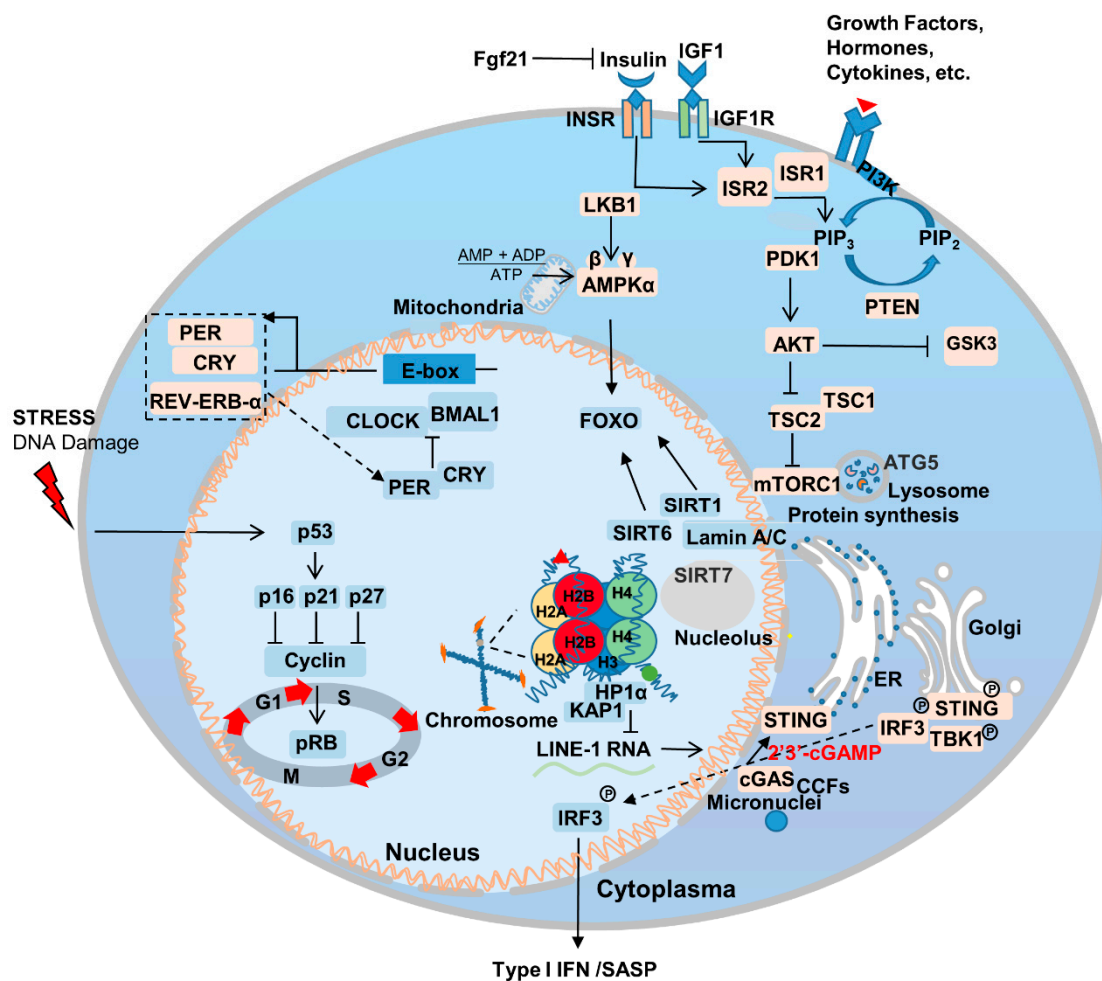 Growth Factors,
Hormones,
Cytokines, etc.
Fgf21
Insulin
IGF1
INSR
IGF1R
PI3K
ISR1
ISR2
LKB1
PIP3
PIP2
β
γ
AMPKα
AMP + ADP
ATP
Mitochondria
PDK1
PTEN
AKT
GSK3
TSC1
TSC2
mTORC1
ATG5
Lysosome
Protein synthesis
PER
CRY
REV-ERB-α
E-box
CLOCK
BMAL1
PER
CRY
FOXO
SIRT1
SIRT6
Lamin A/C
SIRT7
Nucleolus
STRESS
DNA Damage
p53
p16
p21
p27
Cyclin
G1
S
pRB
M
G2
Chromosome
H2A
H2B
H4
H2A
H2B
H4
H3
HP1α
KAP1
LINE-1 RNA
IRF3
P
Nucleus
Cytoplasma
Type I IFN /SASP
ER
Golgi
STING
2'3'-cGAMP
cGAS
CCFs
Micronuclei
P
STING
P
IRF3
TBK1
P